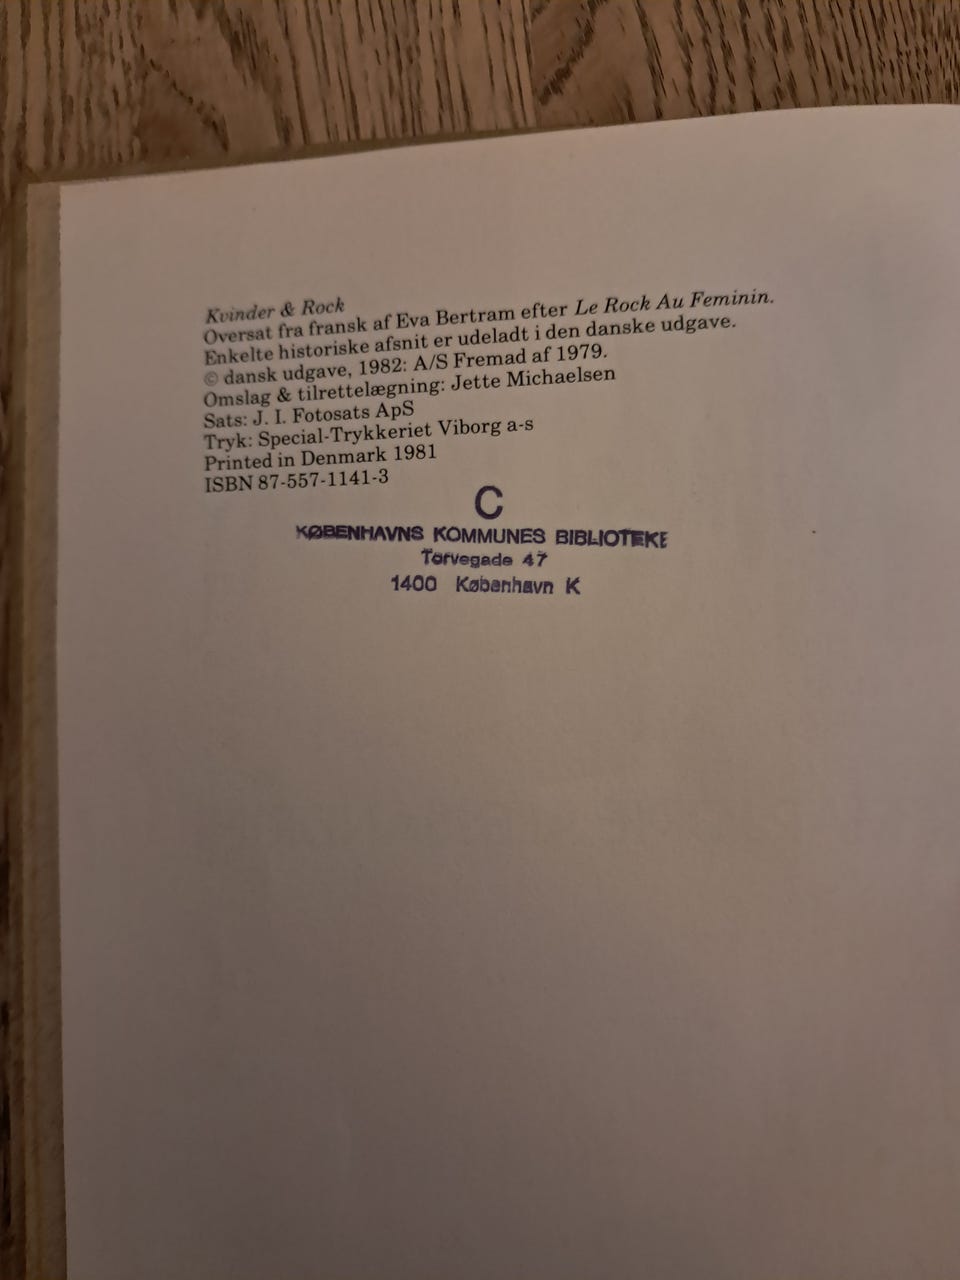 Kvinder & Rock
Oversat fra fransk af Eva Bertram efter Le Rock Au Feminin.
Enkelte historiske afsnit er udeladt i den danske udgave.
© dansk udgave, 1982: A/S Fremad af 1979.
Omslag & tilrettelægning: Jette Michaelsen
Sats: J. I. Fotosats ApS
Tryk: Special-Trykkeriet Viborg a-s
Printed in Denmark 1981
ISBN 87-557-1141-3
C
KØBENHAVNS KOMMUNES BIBLIOTEKE
Torvegade 47
1400 København K